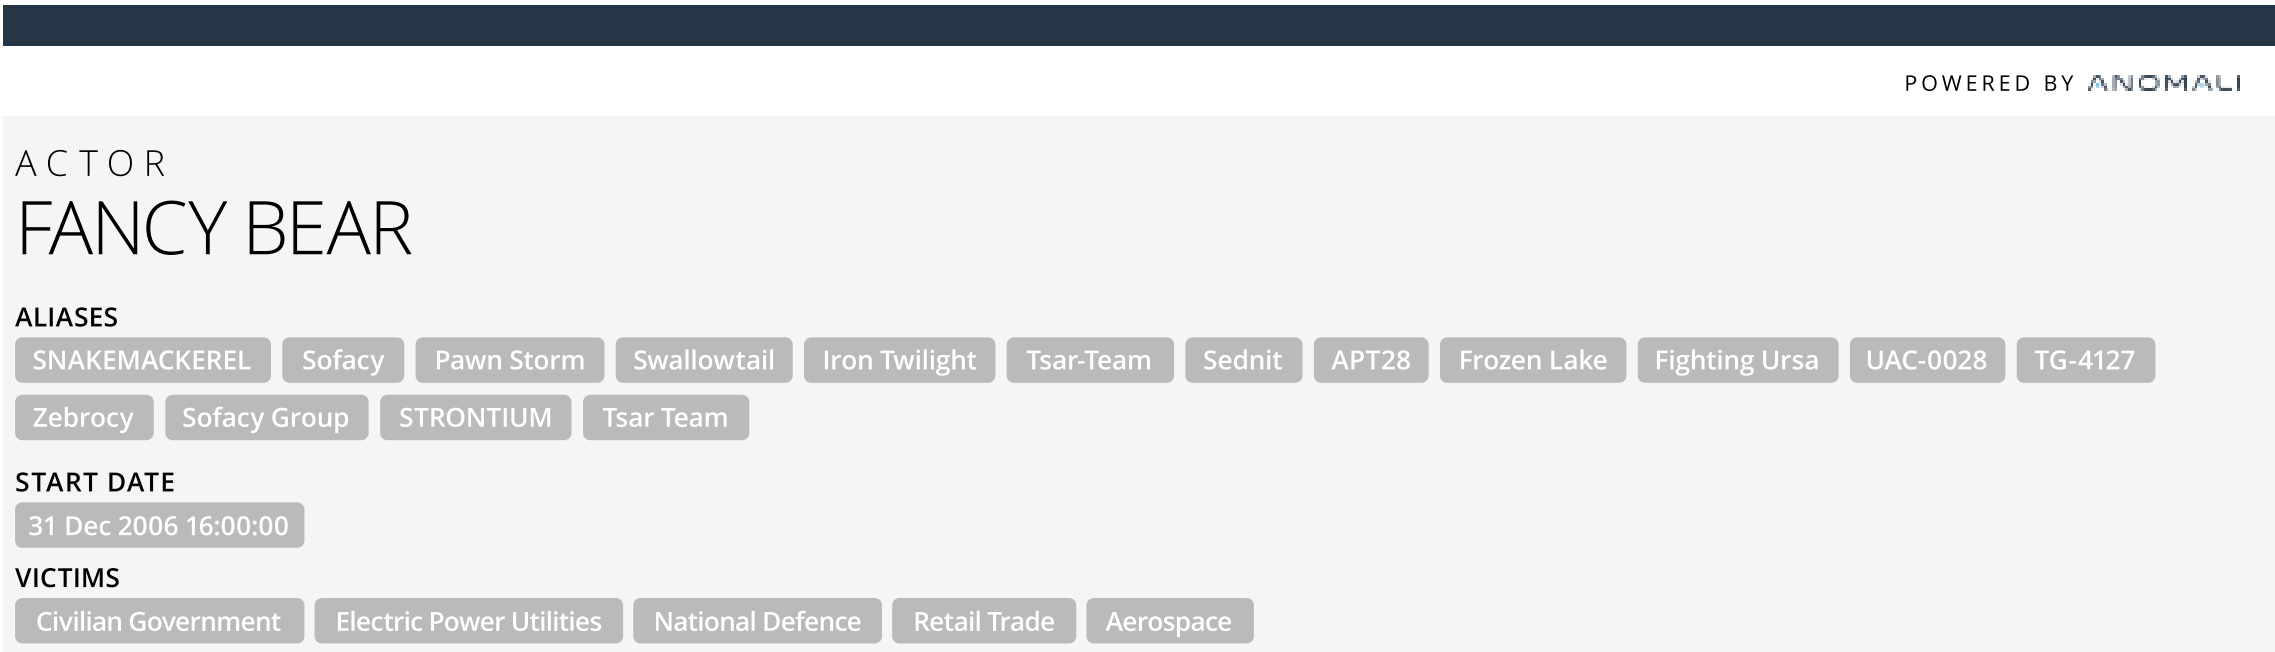 POWERED BY ANOMALI
ACTOR
FANCY BEAR
ALIASES
SNAKEMACKEREL Sofacy Pawn Storm Swallowtail Iron Twilight Tsar-Team Sednit APT28 Frozen Lake Fighting Ursa UAC-0028 TG-4127
Zebrocy Sofacy Group STRONTIUM Tsar Team
START DATE
31 Dec 2006 16:00:00
VICTIMS
Civilian Government Electric Power Utilities National Defence Retail Trade Aerospace